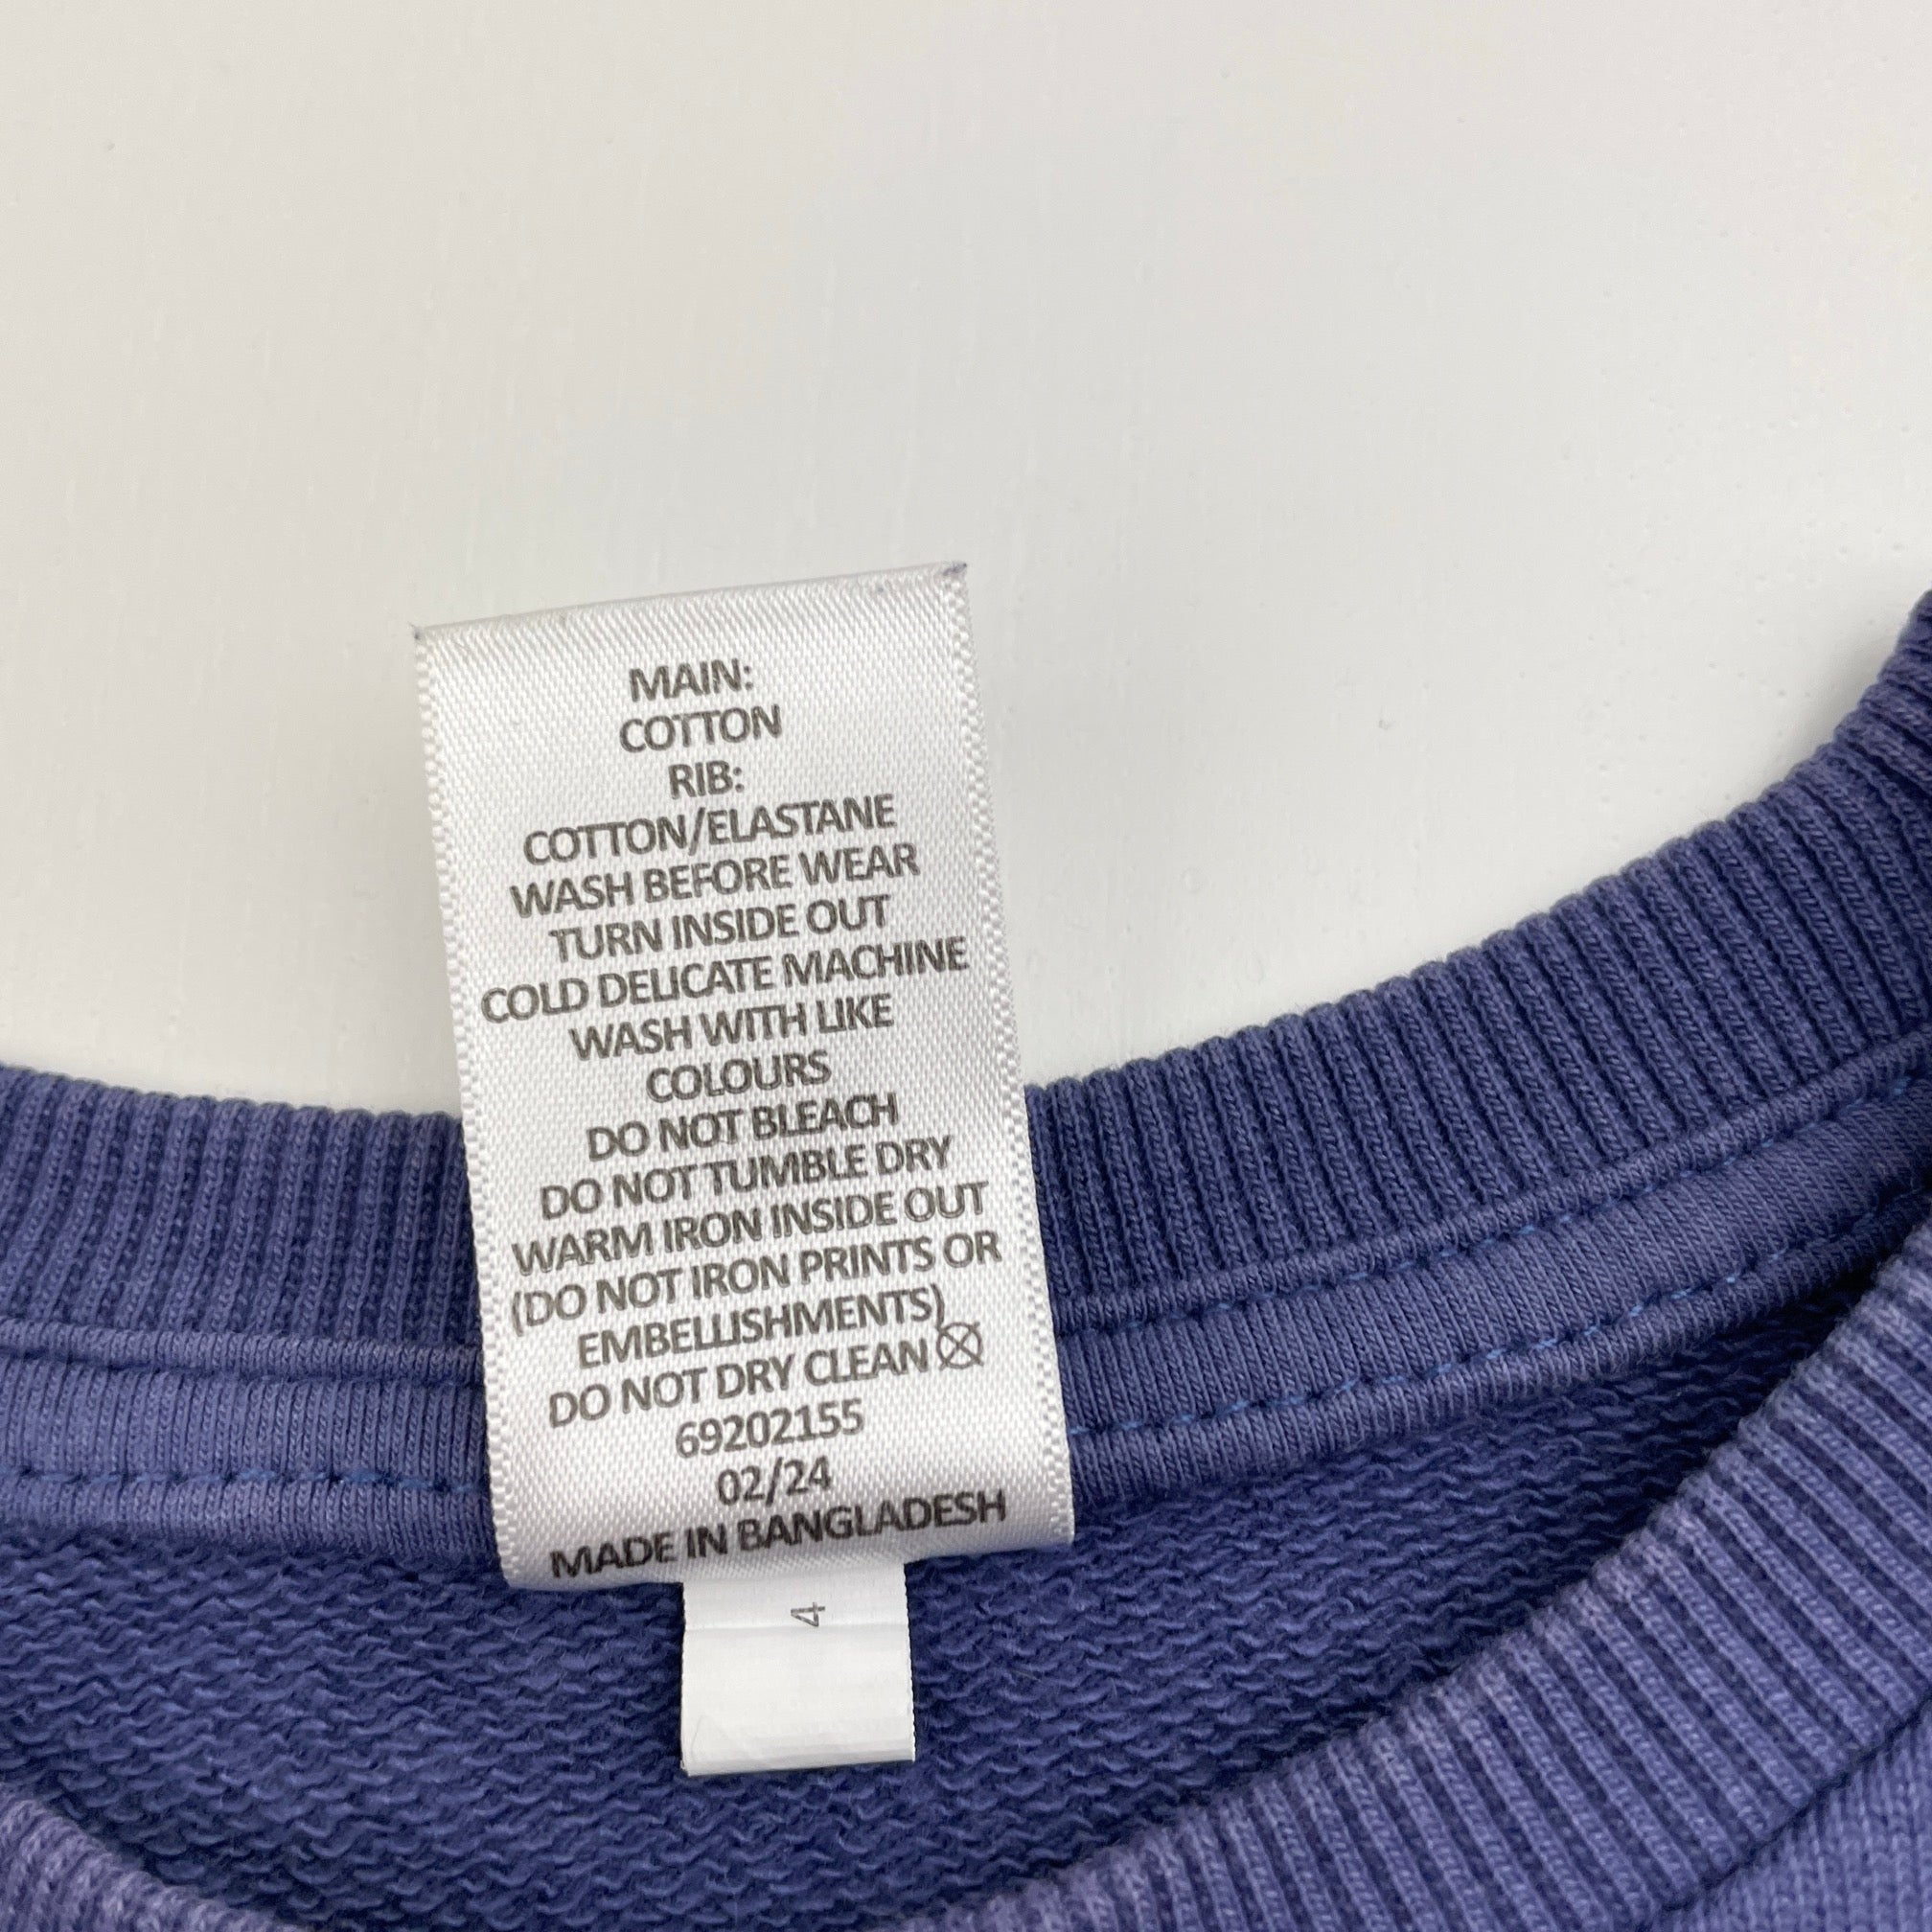 MAIN:
COTTON
RIB:
COTTON/ELASTANE
WASH BEFORE WEAR
TURN INSIDE OUT
COLD DELICATE MACHINE
WASH WITH LIKE
COLOURS
DO NOT BLEACH
DO NOT TUMBLE DRY
WARM IRON INSIDE OUT
(DO NOT IRON PRINTS OR
EMBELLISHMENTS)
DO NOT DRY CLEAN
69202155
02/24
MADE IN BANGLADESH
4